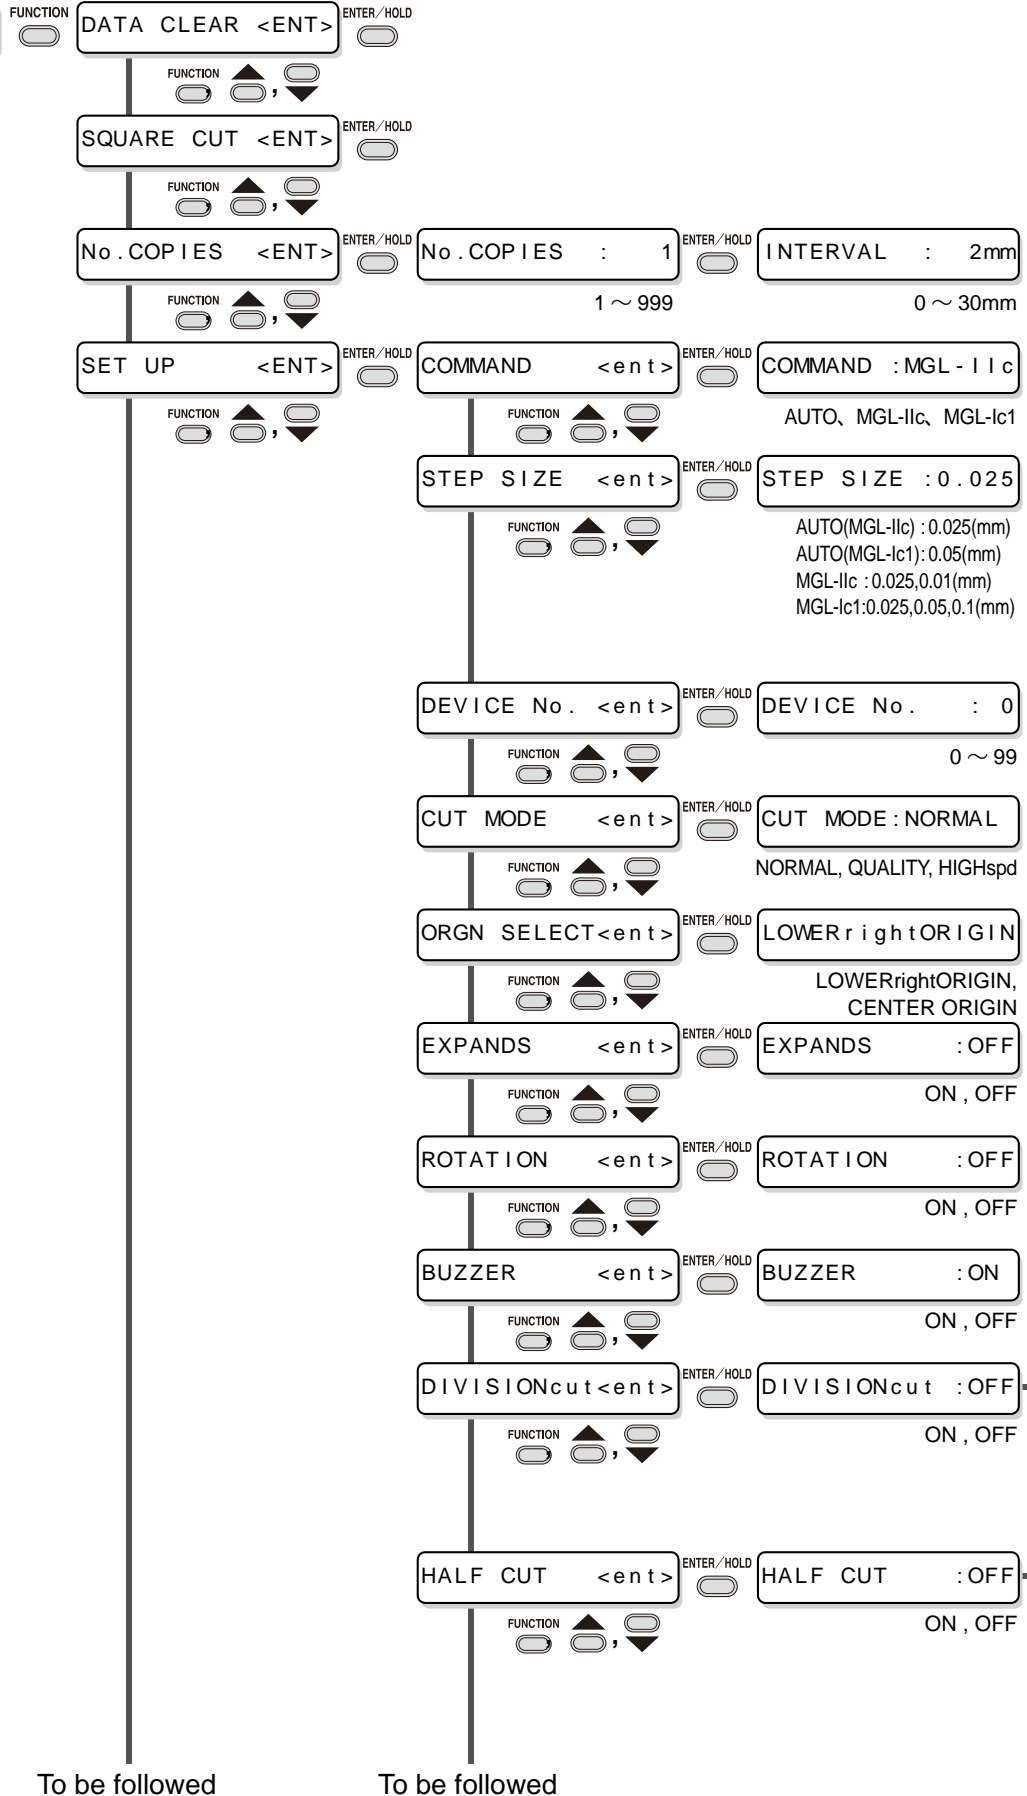 FUNCTION DATA CLEAR <ENT> ENTER/HOLD
FUNCTION , ,
SQUARE CUT <ENT> ENTER/HOLD
FUNCTION , ,
No.COPIES <ENT> ENTER/HOLD No.COPIES : 1 ENTER/HOLD INTERVAL : 2mm
FUNCTION , , 1 ~ 999 0 ~ 30mm
SET UP <ENT> ENTER/HOLD COMMAND <ent> ENTER/HOLD COMMAND :MGL-IIc
FUNCTION , , FUNCTION , , AUTO、MGL-IIc、MGL-Ic1
STEP SIZE <ent> ENTER/HOLD STEP SIZE :0.025
FUNCTION , , AUTO(MGL-IIc) : 0.025(mm)
AUTO(MGL-Ic1): 0.05(mm)
MGL-IIc : 0.025,0.01(mm)
MGL-Ic1:0.025,0.05,0.1(mm)
DEVICE No. <ent> ENTER/HOLD DEVICE No. : 0
FUNCTION , , 0 ~ 99
CUT MODE <ent> ENTER/HOLD CUT MODE:NORMAL
FUNCTION , , NORMAL, QUALITY, HIGHspd
ORGN SELECT<ent> ENTER/HOLD LOWERrightORIGIN
FUNCTION , , LOWERrightORIGIN,
CENTER ORIGIN
EXPANDS <ent> ENTER/HOLD EXPANDS :OFF
FUNCTION , , ON , OFF
ROTATION <ent> ENTER/HOLD ROTATION :OFF
FUNCTION , , ON , OFF
BUZZER <ent> ENTER/HOLD BUZZER :ON
FUNCTION , , ON , OFF
DIVISIONcut<ent> ENTER/HOLD DIVISIONcut :OFF
FUNCTION , , ON , OFF
HALF CUT <ent> ENTER/HOLD HALF CUT :OFF
FUNCTION , , ON , OFF
To be followed To be followed